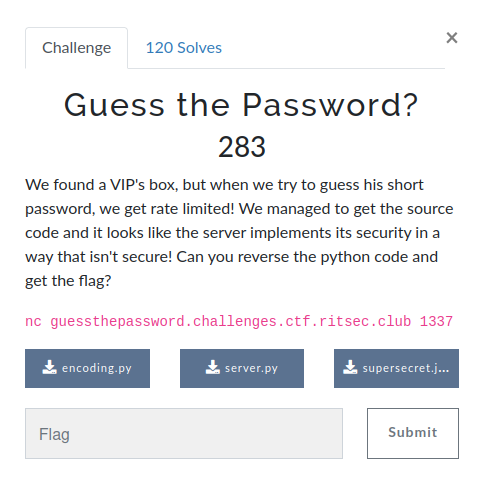 Challenge
120 Solves
×
Guess the Password?
283
We found a VIP's box, but when we try to guess his short
password, we get rate limited! We managed to get the source
code and it looks like the server implements its security in a
way that isn't secure! Can you reverse the python code and
get the flag?
nc guessthepassword.challenges.ctf.ritsec.club 1337
encoding.py
server.py
supersecret.j...
Flag
Submit